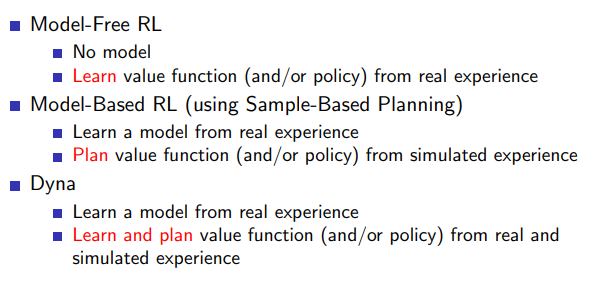 Model-Free RL
No model
Learn value function (and/or policy) from real experience
Model-Based RL (using Sample-Based Planning)
Learn a model from real experience
Plan value function (and/or policy) from simulated experience
Dyna
Learn a model from real experience
Learn and plan value function (and/or policy) from real and
simulated experience